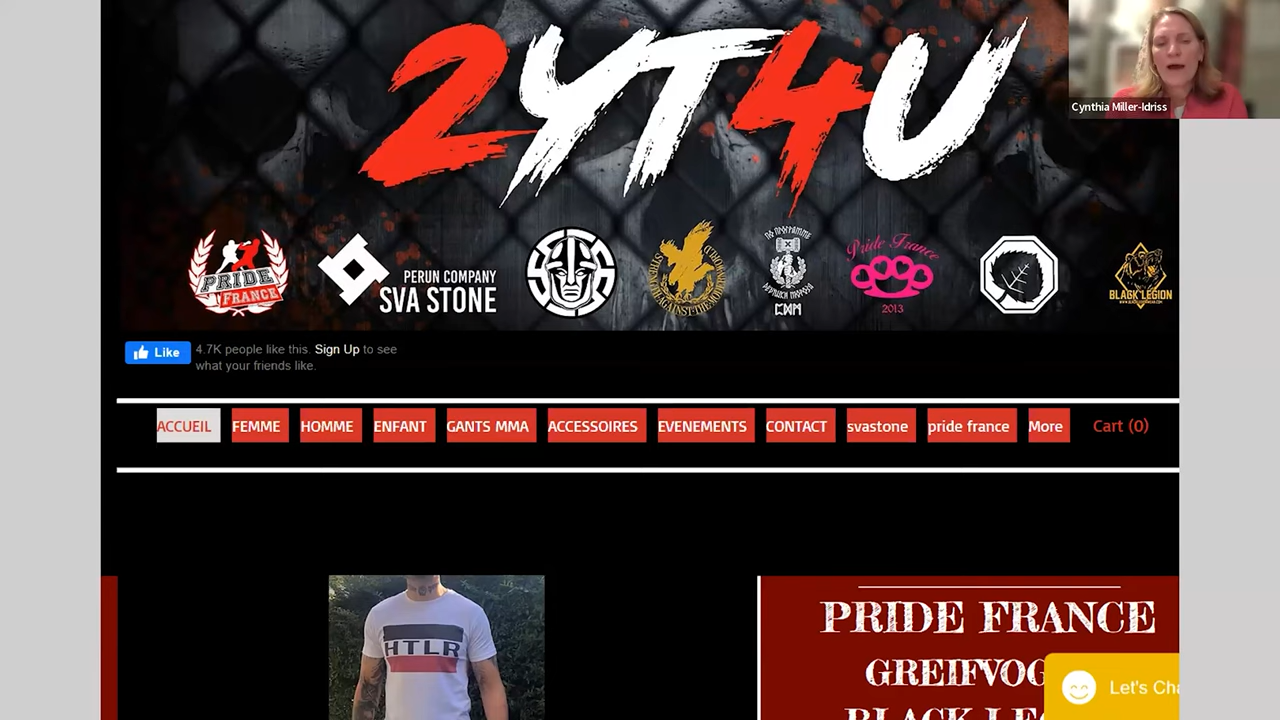 2YT4U
Cynthia Miller-Idriss
PRIDE
FRANCE
PERUN COMPANY
SVA STONE
Pride France
2013
BLACK LEGION
Like
4.7K people like this. Sign Up to see
what your friends like.
ACCUEIL FEMME HOMME ENFANT GANTS MMA ACCESSOIRES EVENEMENTS CONTACT svastone pride france More Cart (0)
HTLR
PRIDE FRANCE
GREIFVOG
BLACK LE
Let's Cha